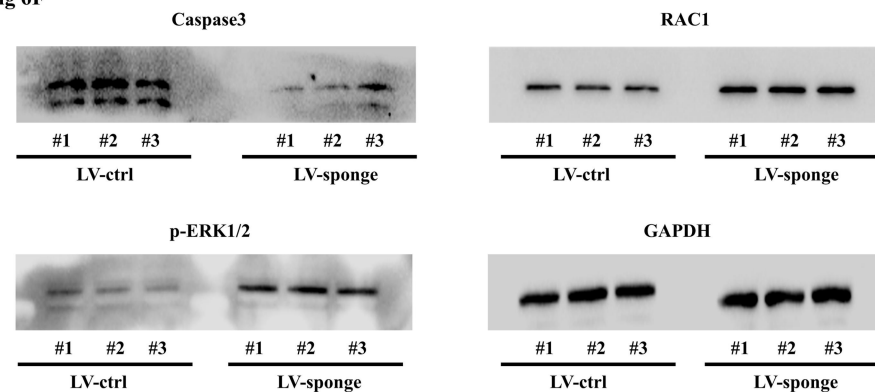 Caspase3
#1 #2 #3 #1 #2 #3
LV-ctrl LV-sponge
RAC1
#1 #2 #3 #1 #2 #3
LV-ctrl LV-sponge
p-ERK1/2
#1 #2 #3 #1 #2 #3
LV-ctrl LV-sponge
GAPDH
#1 #2 #3 #1 #2 #3
LV-ctrl LV-sponge